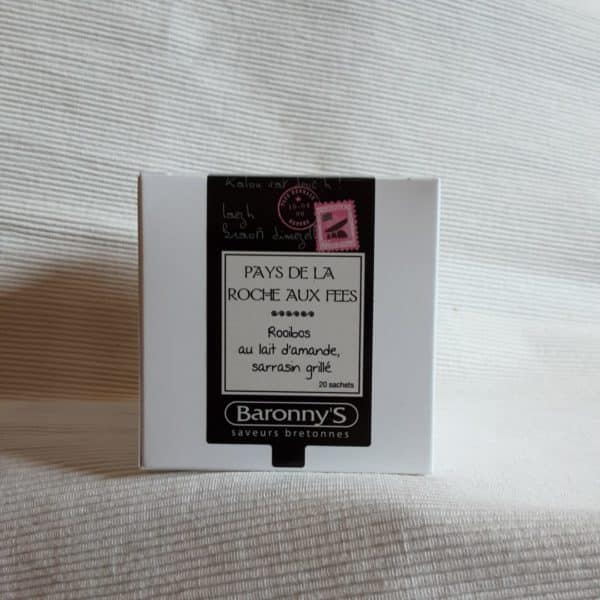 PAYS DE LA
ROCHE AUX FEES
Rooibos
au lait d'amande,
sarrasin grillé
20 sachets
Baronny'S
saveurs bretonnes